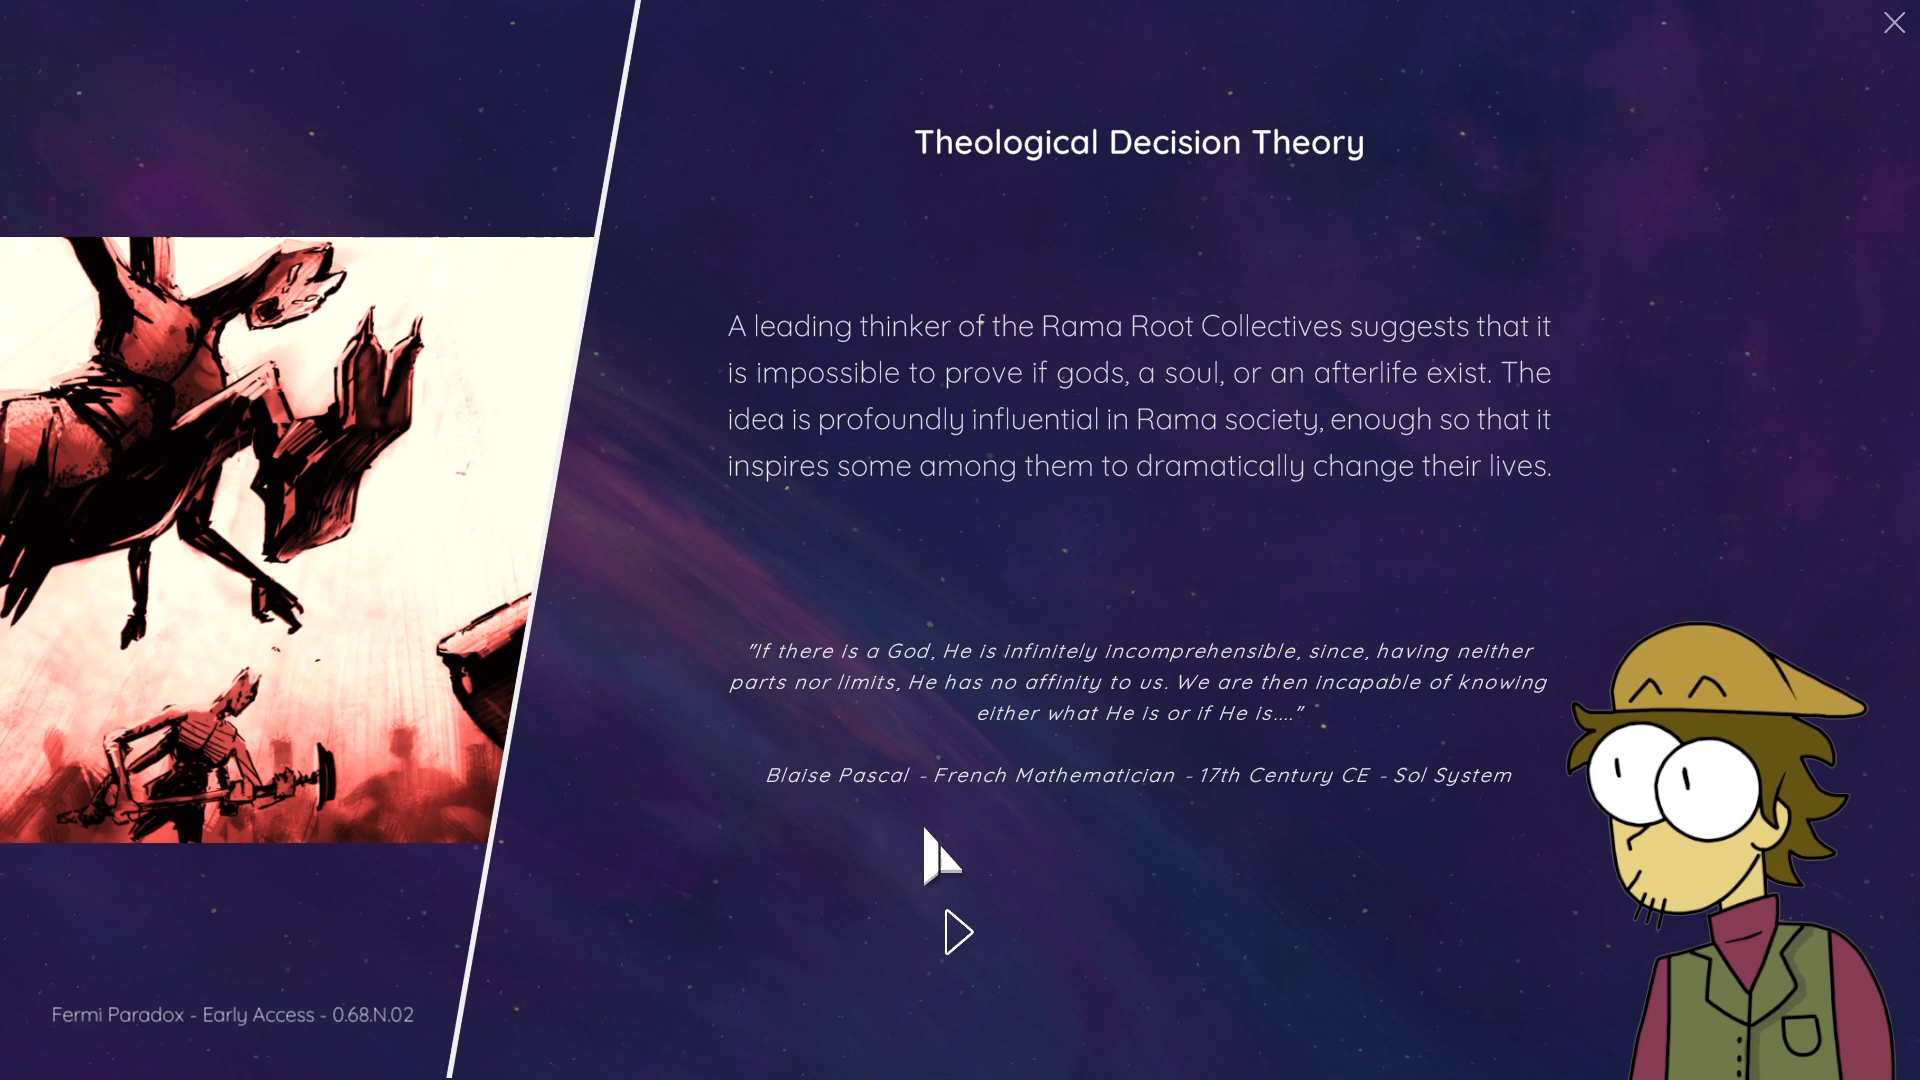 Theological Decision Theory
A leading thinker of the Rama Root Collectives suggests that it
is impossible to prove if gods, a soul, or an afterlife exist. The
idea is profoundly influential in Rama society, enough so that it
inspires some among them to dramatically change their lives.
"If there is a God, He is infinitely incomprehensible, since, having neither
parts nor limits, He has no affinity to us. We are then incapable of knowing
either what He is or if He is...."
Blaise Pascal - French Mathematician - 17th Century CE - Sol System
Fermi Paradox - Early Access - 0.68.N.02